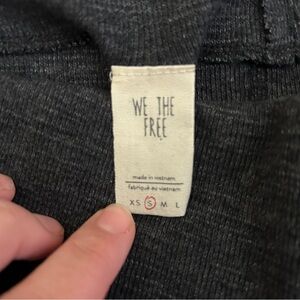 WE THE
FREE
made in vietnam
fabriqué au vietnam
XS S M L